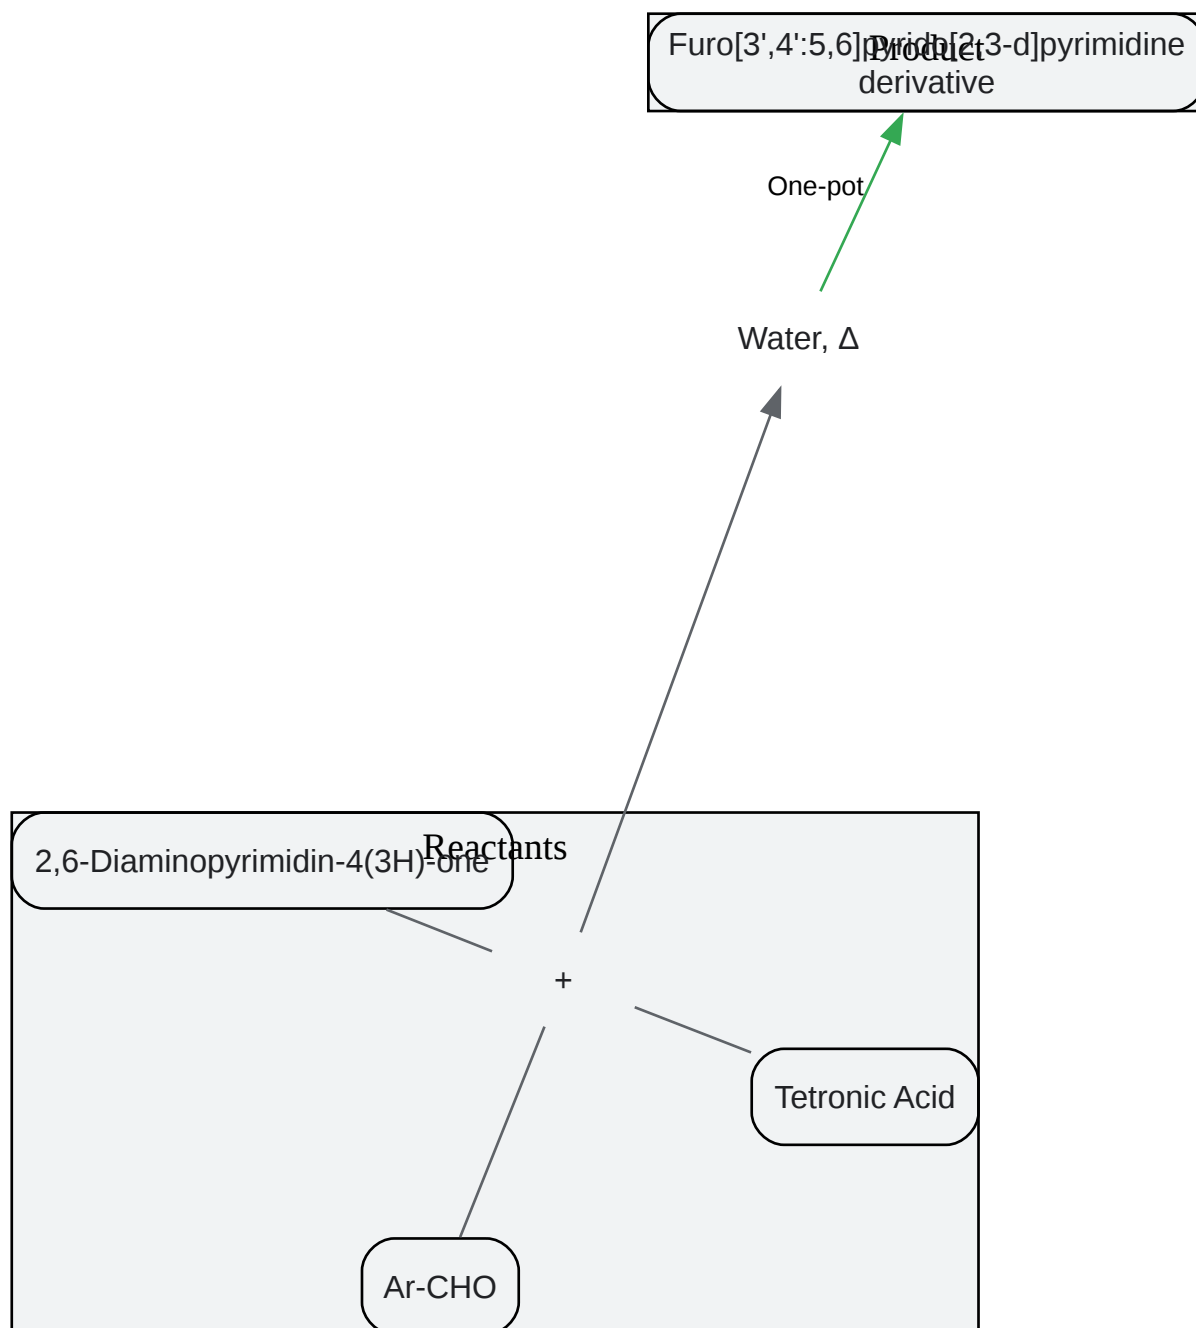 Product
Furo[3',4':5,6]pyrido[2,3-d]pyrimidine
derivative
One-pot
Water, Δ
Reactants
2,6-Diaminopyrimidin-4(3H)-one
+
Tetronic Acid
Ar-CHO